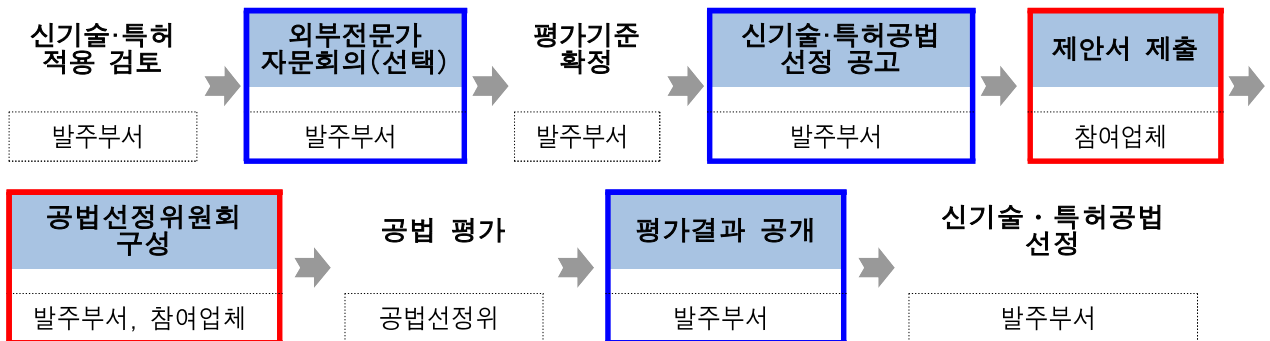 신기술·특허
적용 검토
발주부서
외부전문가
자문회의(선택)
발주부서
평가기준
확정
발주부서
신기술·특허공법
선정 공고
발주부서
제안서 제출
참여업체
공법선정위원회
구성
발주부서, 참여업체
공법 평가
공법선정위
평가결과 공개
발주부서
신기술·특허공법
선정
발주부서